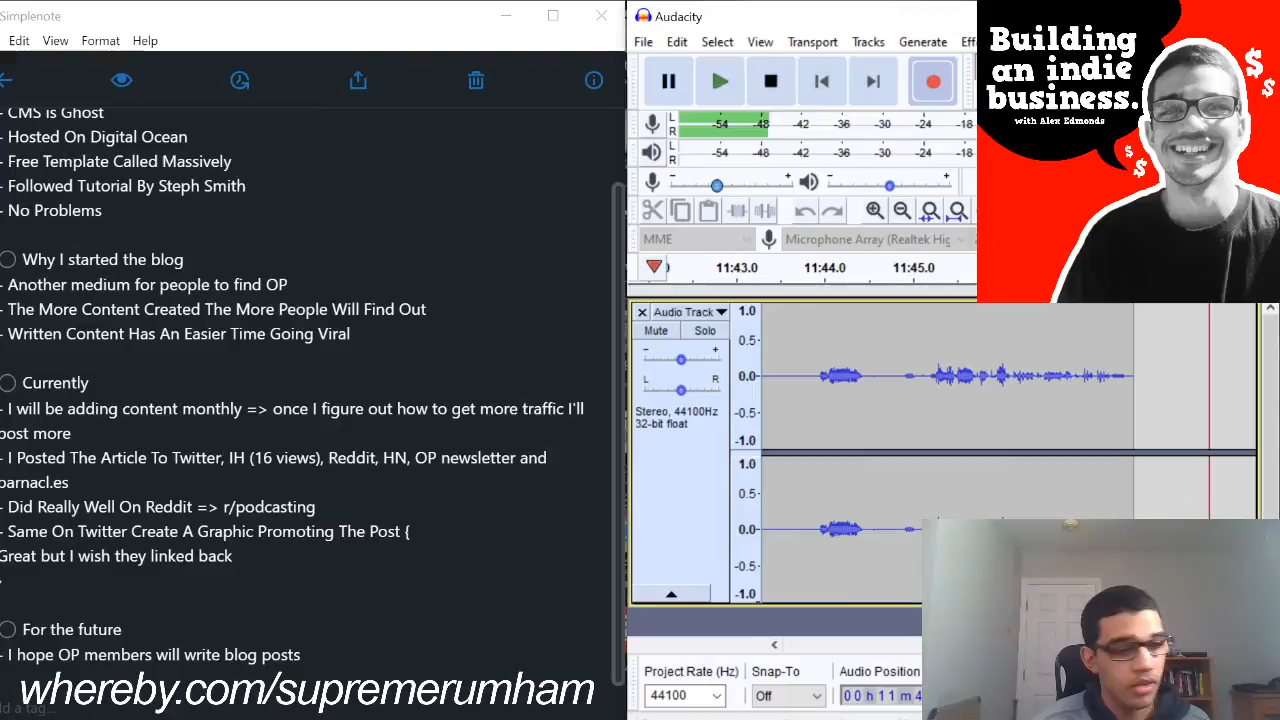 Simplenote
Edit View Format Help
- CMS is Ghost
- Hosted On Digital Ocean
- Free Template Called Massively
- Followed Tutorial By Steph Smith
- No Problems
Why I started the blog
- Another medium for people to find OP
- The More Content Created The More People Will Find Out
- Written Content Has An Easier Time Going Viral
Currently
- I will be adding content monthly => once I figure out how to get more traffic I'll
post more
- I Posted The Article To Twitter, IH (16 views), Reddit, HN, OP newsletter and
barnacl.es
- Did Really Well On Reddit => r/podcasting
- Same On Twitter Create A Graphic Promoting The Post {
Great but I wish they linked back
For the future
- I hope OP members will write blog posts
whereby.com/supremerumham
Audacity
File Edit Select View Transport Tracks Generate
L
R
-54 -48 -42 -36 -30 -24 -18
L
R
-54 -48 -42 -36 -30 -24 -18
- +
- +
MME
Microphone Array (Realtek Hig
11:43.0 11:44.0 11:45.0
Audio Track
Mute Solo
- +
L R
Stereo, 44100Hz
32-bit float
1.0
0.5
0.0
-0.5
-1.0
1.0
0.5
0.0
-0.5
-1.0
Project Rate (Hz) Snap-To Audio Position
44100 Off 00 h 11 m 4
Building
an indie
business.
with Alex Edmonds
$
$
$
$